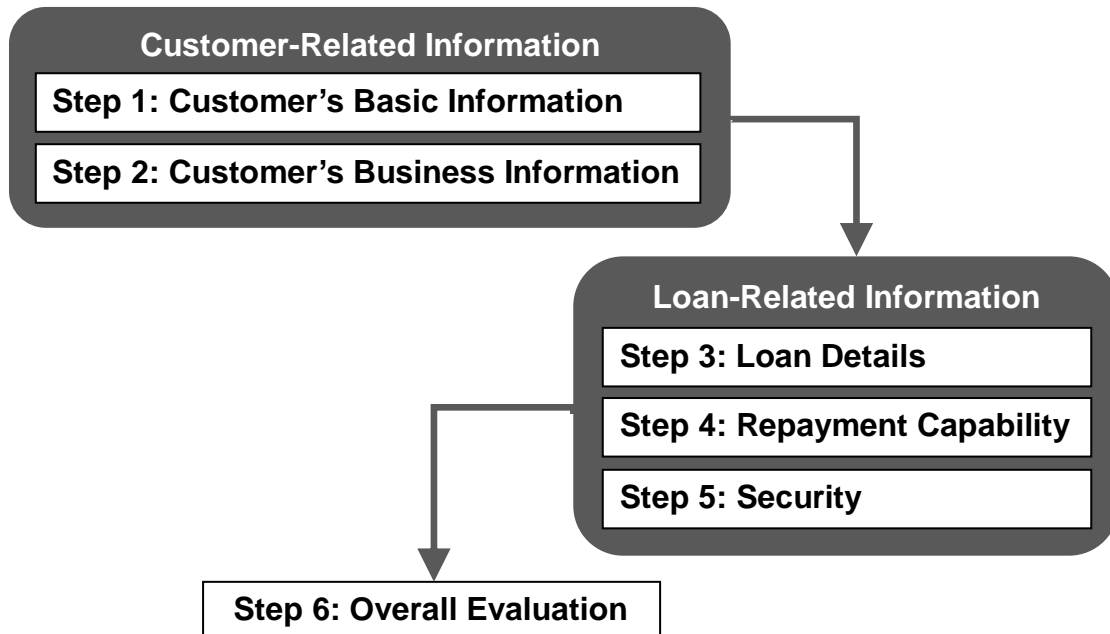 Customer-Related Information
Step 1: Customer’s Basic Information
Step 2: Customer’s Business Information
Loan-Related Information
Step 3: Loan Details
Step 4: Repayment Capability
Step 5: Security
Step 6: Overall Evaluation